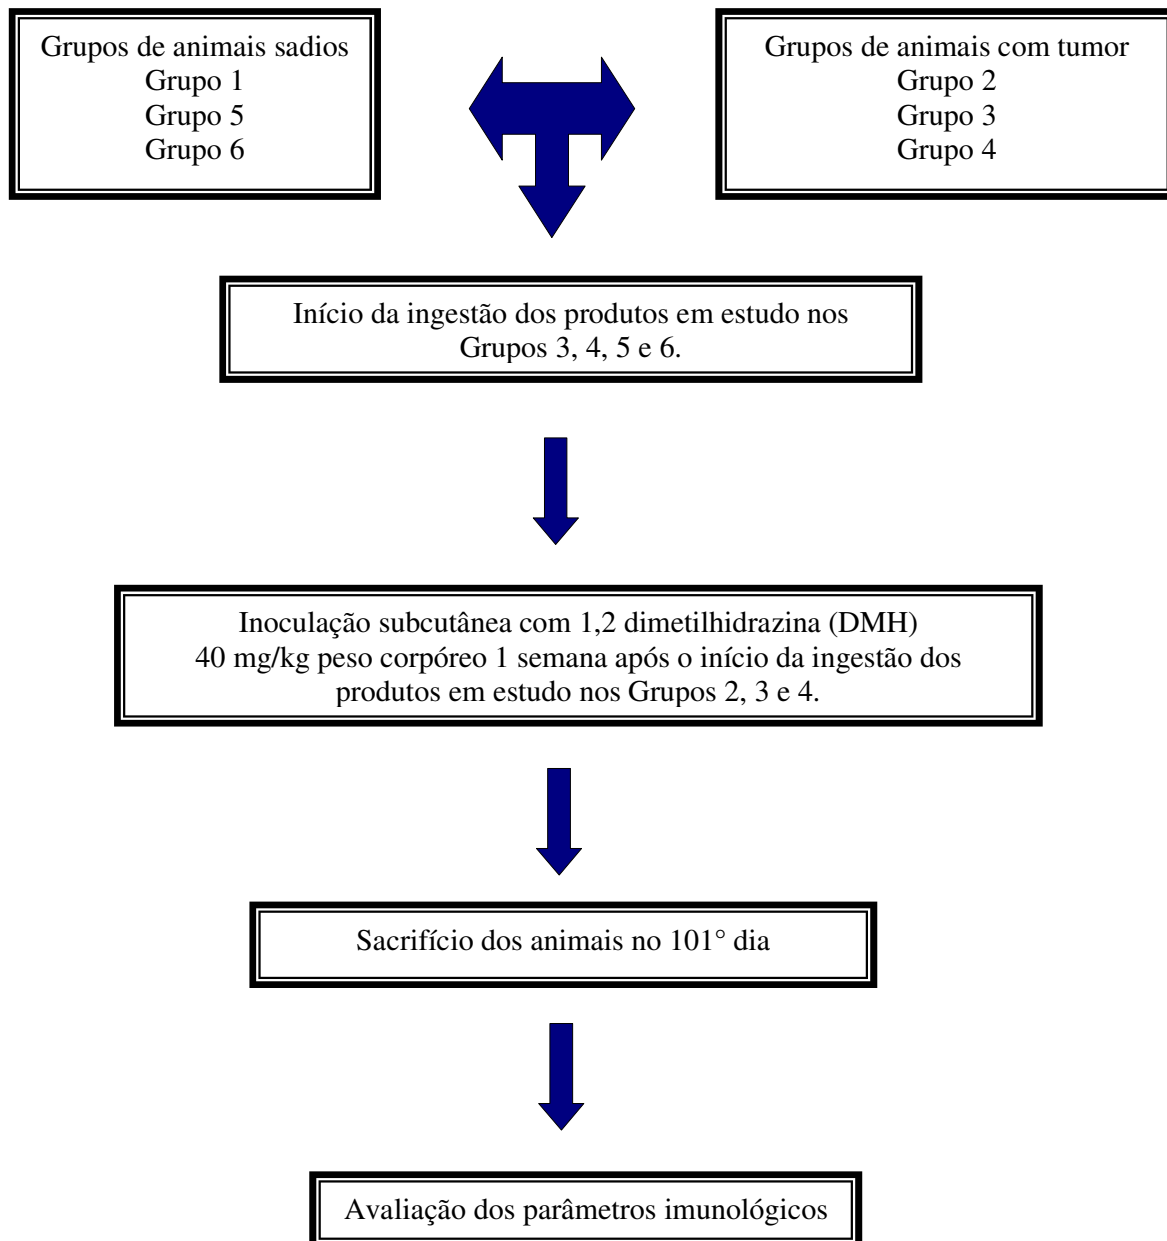 Grupos de animais sadios
Grupo 1
Grupo 5
Grupo 6
Grupos de animais com tumor
Grupo 2
Grupo 3
Grupo 4
Início da ingestão dos produtos em estudo nos
Grupos 3, 4, 5 e 6.
Inoculação subcutânea com 1,2 dimetilhidrazina (DMH)
40 mg/kg peso corpóreo 1 semana após o início da ingestão dos
produtos em estudo nos Grupos 2, 3 e 4.
Sacrifício dos animais no 101° dia
Avaliação dos parâmetros imunológicos